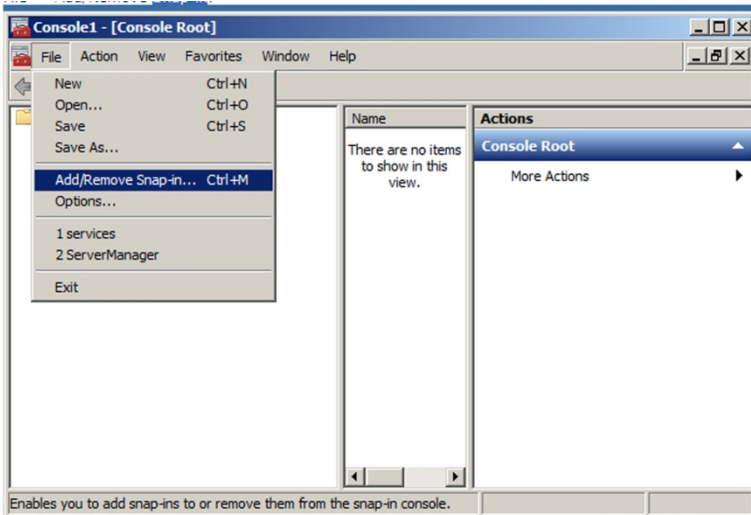 Console1 - [Console Root]
File Action View Favorites Window Help
New Ctrl+N
Open... Ctrl+O
Save Ctrl+S
Save As...
Add/Remove Snap-in... Ctrl+M
Options...
1 services
2 ServerManager
Exit
Name
There are no items
to show in this
view.
Actions
Console Root
More Actions
Enables you to add snap-ins to or remove them from the snap-in console.